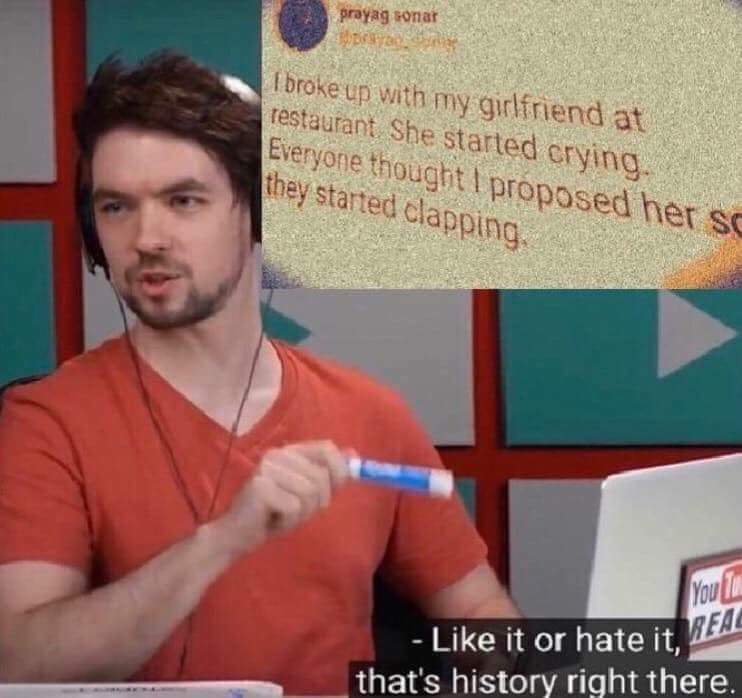 prayag sonar
I broke up with my girlfriend at
restaurant. She started crying.
Everyone thought I proposed her so
they started clapping.
You Tu
REA
- Like it or hate it,
that's history right there.